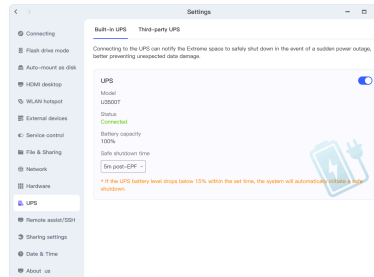 Settings
Connecting
Flash drive mode
Auto-mount as disk
HDMI desktop
WLAN hotspot
External devices
Service control
File & Sharing
Network
Hardware
UPS
Remote assist/SSH
Sharing settings
Date & Time
About us
Built-in UPS Third-party UPS
Connecting to the UPS can notify the Extreme space to safely shut down in the event of a sudden power outage,
better preventing unexpected data damage.
UPS
Model
U3500T
Status
Connected
Battery capacity
100%
Safe shutdown time
5m post-EPF
* If the UPS battery level drops below 15% within the set time, the system will automatically initiate a safe
shutdown.